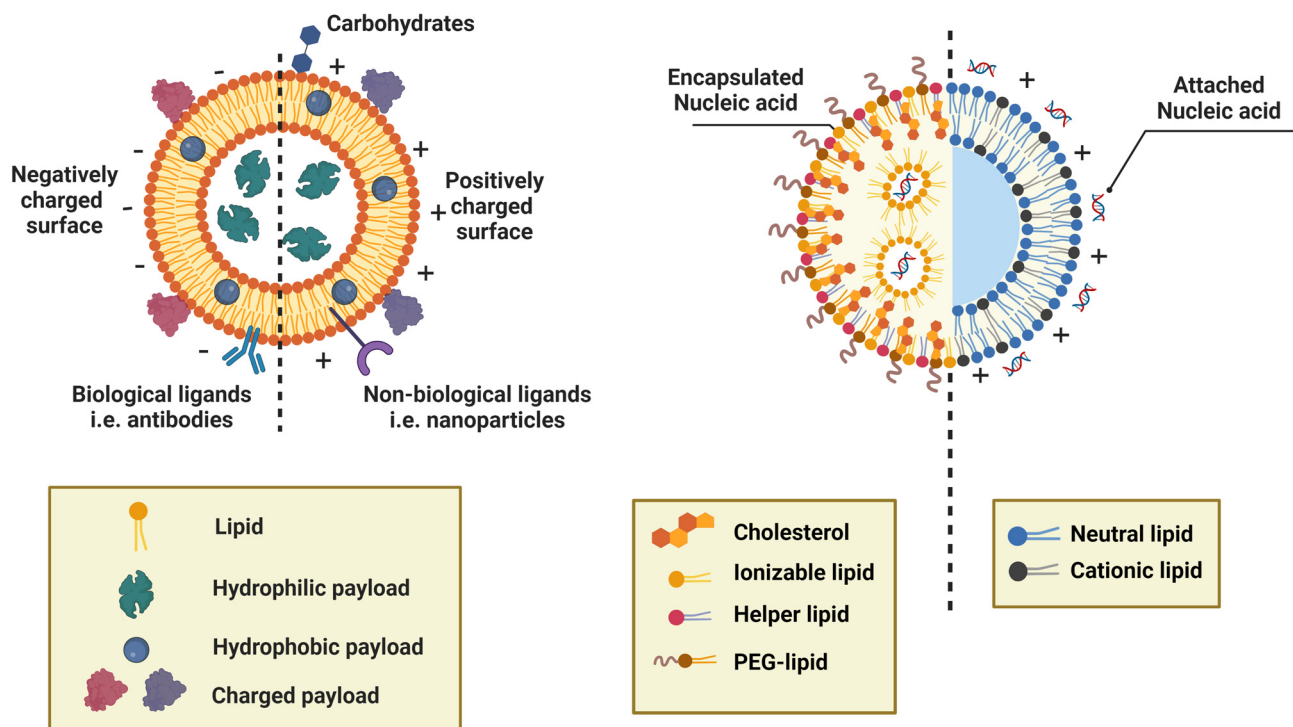 Carbohydrates
-
+
-
+
Negatively
charged
surface
-
Positively
charged
surface
+
-
+
-
+
Biological ligands
i.e. antibodies
Non-biological ligands
i.e. nanoparticles
Lipid
Hydrophilic payload
Hydrophobic payload
Charged payload
Encapsulated
Nucleic acid
Attached
Nucleic acid
+
+
+
+
+
+
Cholesterol
Ionizable lipid
Helper lipid
PEG-lipid
Neutral lipid
Cationic lipid